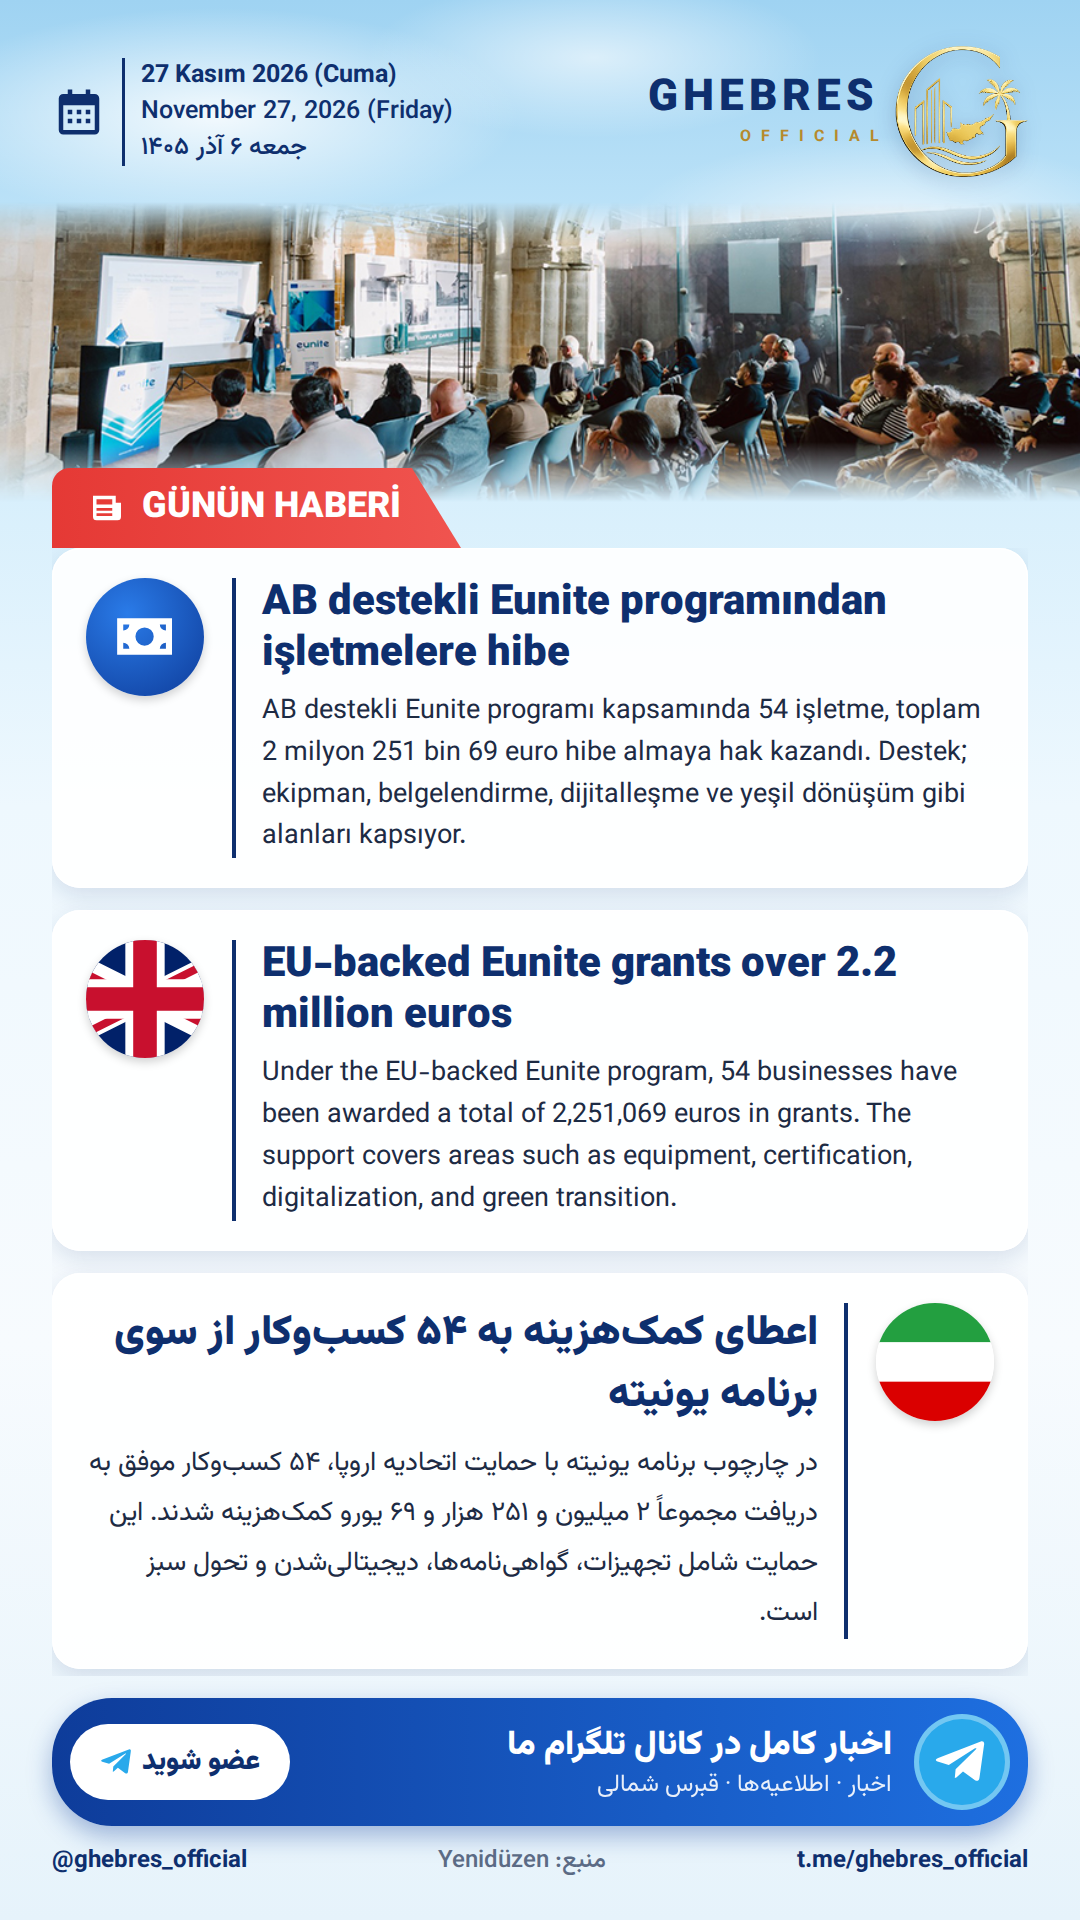 27 Kasım 2026 (Cuma)
November 27, 2026 (Friday)
جمعه ۶ آذر ۱۴۰۵
GHEBRES
OFFICIAL
eunite
GÜNÜN HABERİ
AB destekli Eunite programından
işletmelere hibe
AB destekli Eunite programı kapsamında 54 işletme, toplam
2 milyon 251 bin 69 euro hibe almaya hak kazandı. Destek;
ekipman, belgelendirme, dijitalleşme ve yeşil dönüşüm gibi
alanları kapsıyor.
EU-backed Eunite grants over 2.2
million euros
Under the EU-backed Eunite program, 54 businesses have
been awarded a total of 2,251,069 euros in grants. The
support covers areas such as equipment, certification,
digitalization, and green transition.
اعطای کمک‌هزینه به ۵۴ کسب‌وکار از سوی
برنامه یونیته
در چارچوب برنامه یونیته با حمایت اتحادیه اروپا، ۵۴ کسب‌وکار موفق به
دریافت مجموعاً ۲ میلیون و ۲۵۱ هزار و ۶۹ یورو کمک‌هزینه شدند. این
حمایت شامل تجهیزات، گواهی‌نامه‌ها، دیجیتالی‌شدن و تحول سبز
است.
اخبار کامل در کانال تلگرام ما
اخبار · اطلاعیه‌ها · قبرس شمالی
عضو شوید
@ghebres_official
منبع: Yenidüzen
t.me/ghebres_official